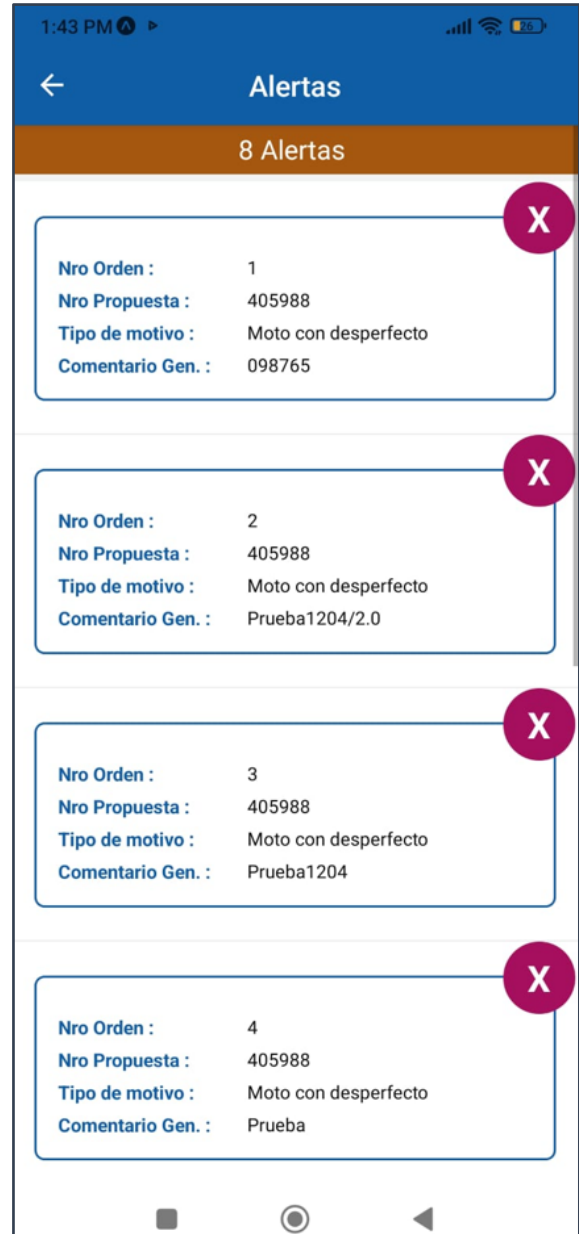 1:43 PM
26
Alertas
8 Alertas
X
Nro Orden : 1
Nro Propuesta : 405988
Tipo de motivo : Moto con desperfecto
Comentario Gen. : 098765
X
Nro Orden : 2
Nro Propuesta : 405988
Tipo de motivo : Moto con desperfecto
Comentario Gen. : Prueba1204/2.0
X
Nro Orden : 3
Nro Propuesta : 405988
Tipo de motivo : Moto con desperfecto
Comentario Gen. : Prueba1204
X
Nro Orden : 4
Nro Propuesta : 405988
Tipo de motivo : Moto con desperfecto
Comentario Gen. : Prueba